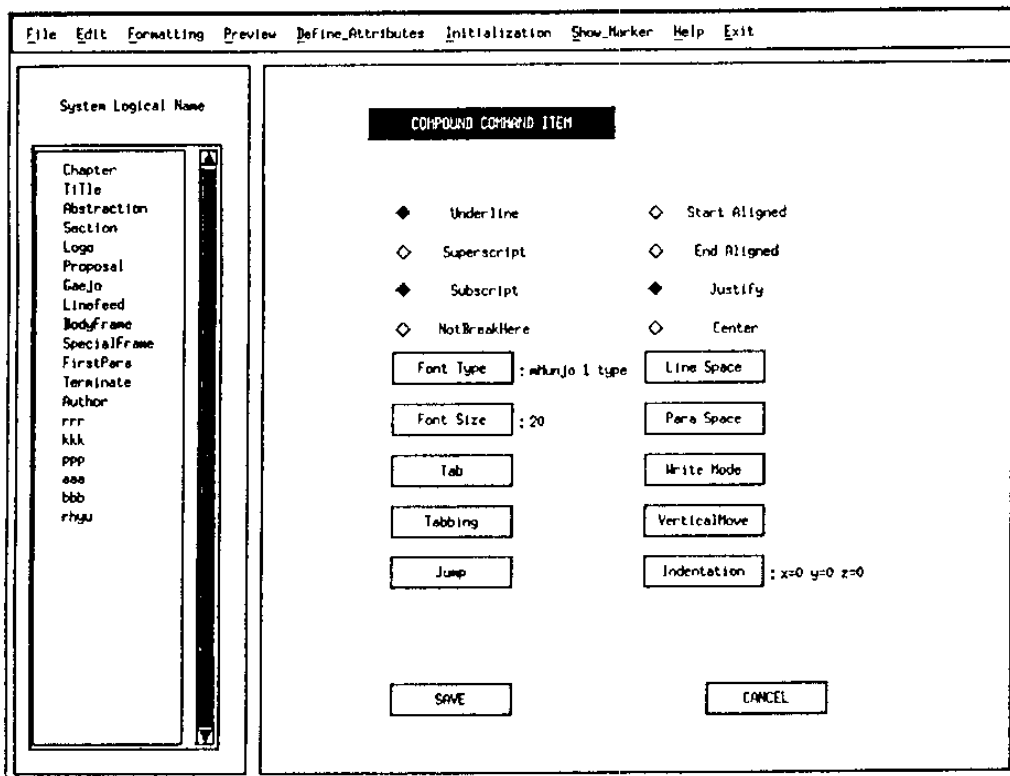 File Edit Formatting Preview Define_Attributes Initialization Show_Marker Help Exit
System Logical Name
Chapter
TiTle
Abstraction
Section
Logo
Proposal
Gaejo
Linefeed
BodyFrame
SpecialFrame
FirstPara
Terminate
Author
rrr
kkk
ppp
aaa
bbb
rhyu
COMPOUND COMMAND ITEM
Underline Start Aligned
Superscript End Aligned
Subscript Justify
NotBreakHere Center
Font Type : mMunjo 1 type Line Space
Font Size : 20 Para Space
Tab Write Mode
Tabbing VerticalMove
Jump Indentation : x=0 y=0 z=0
SAVE CANCEL